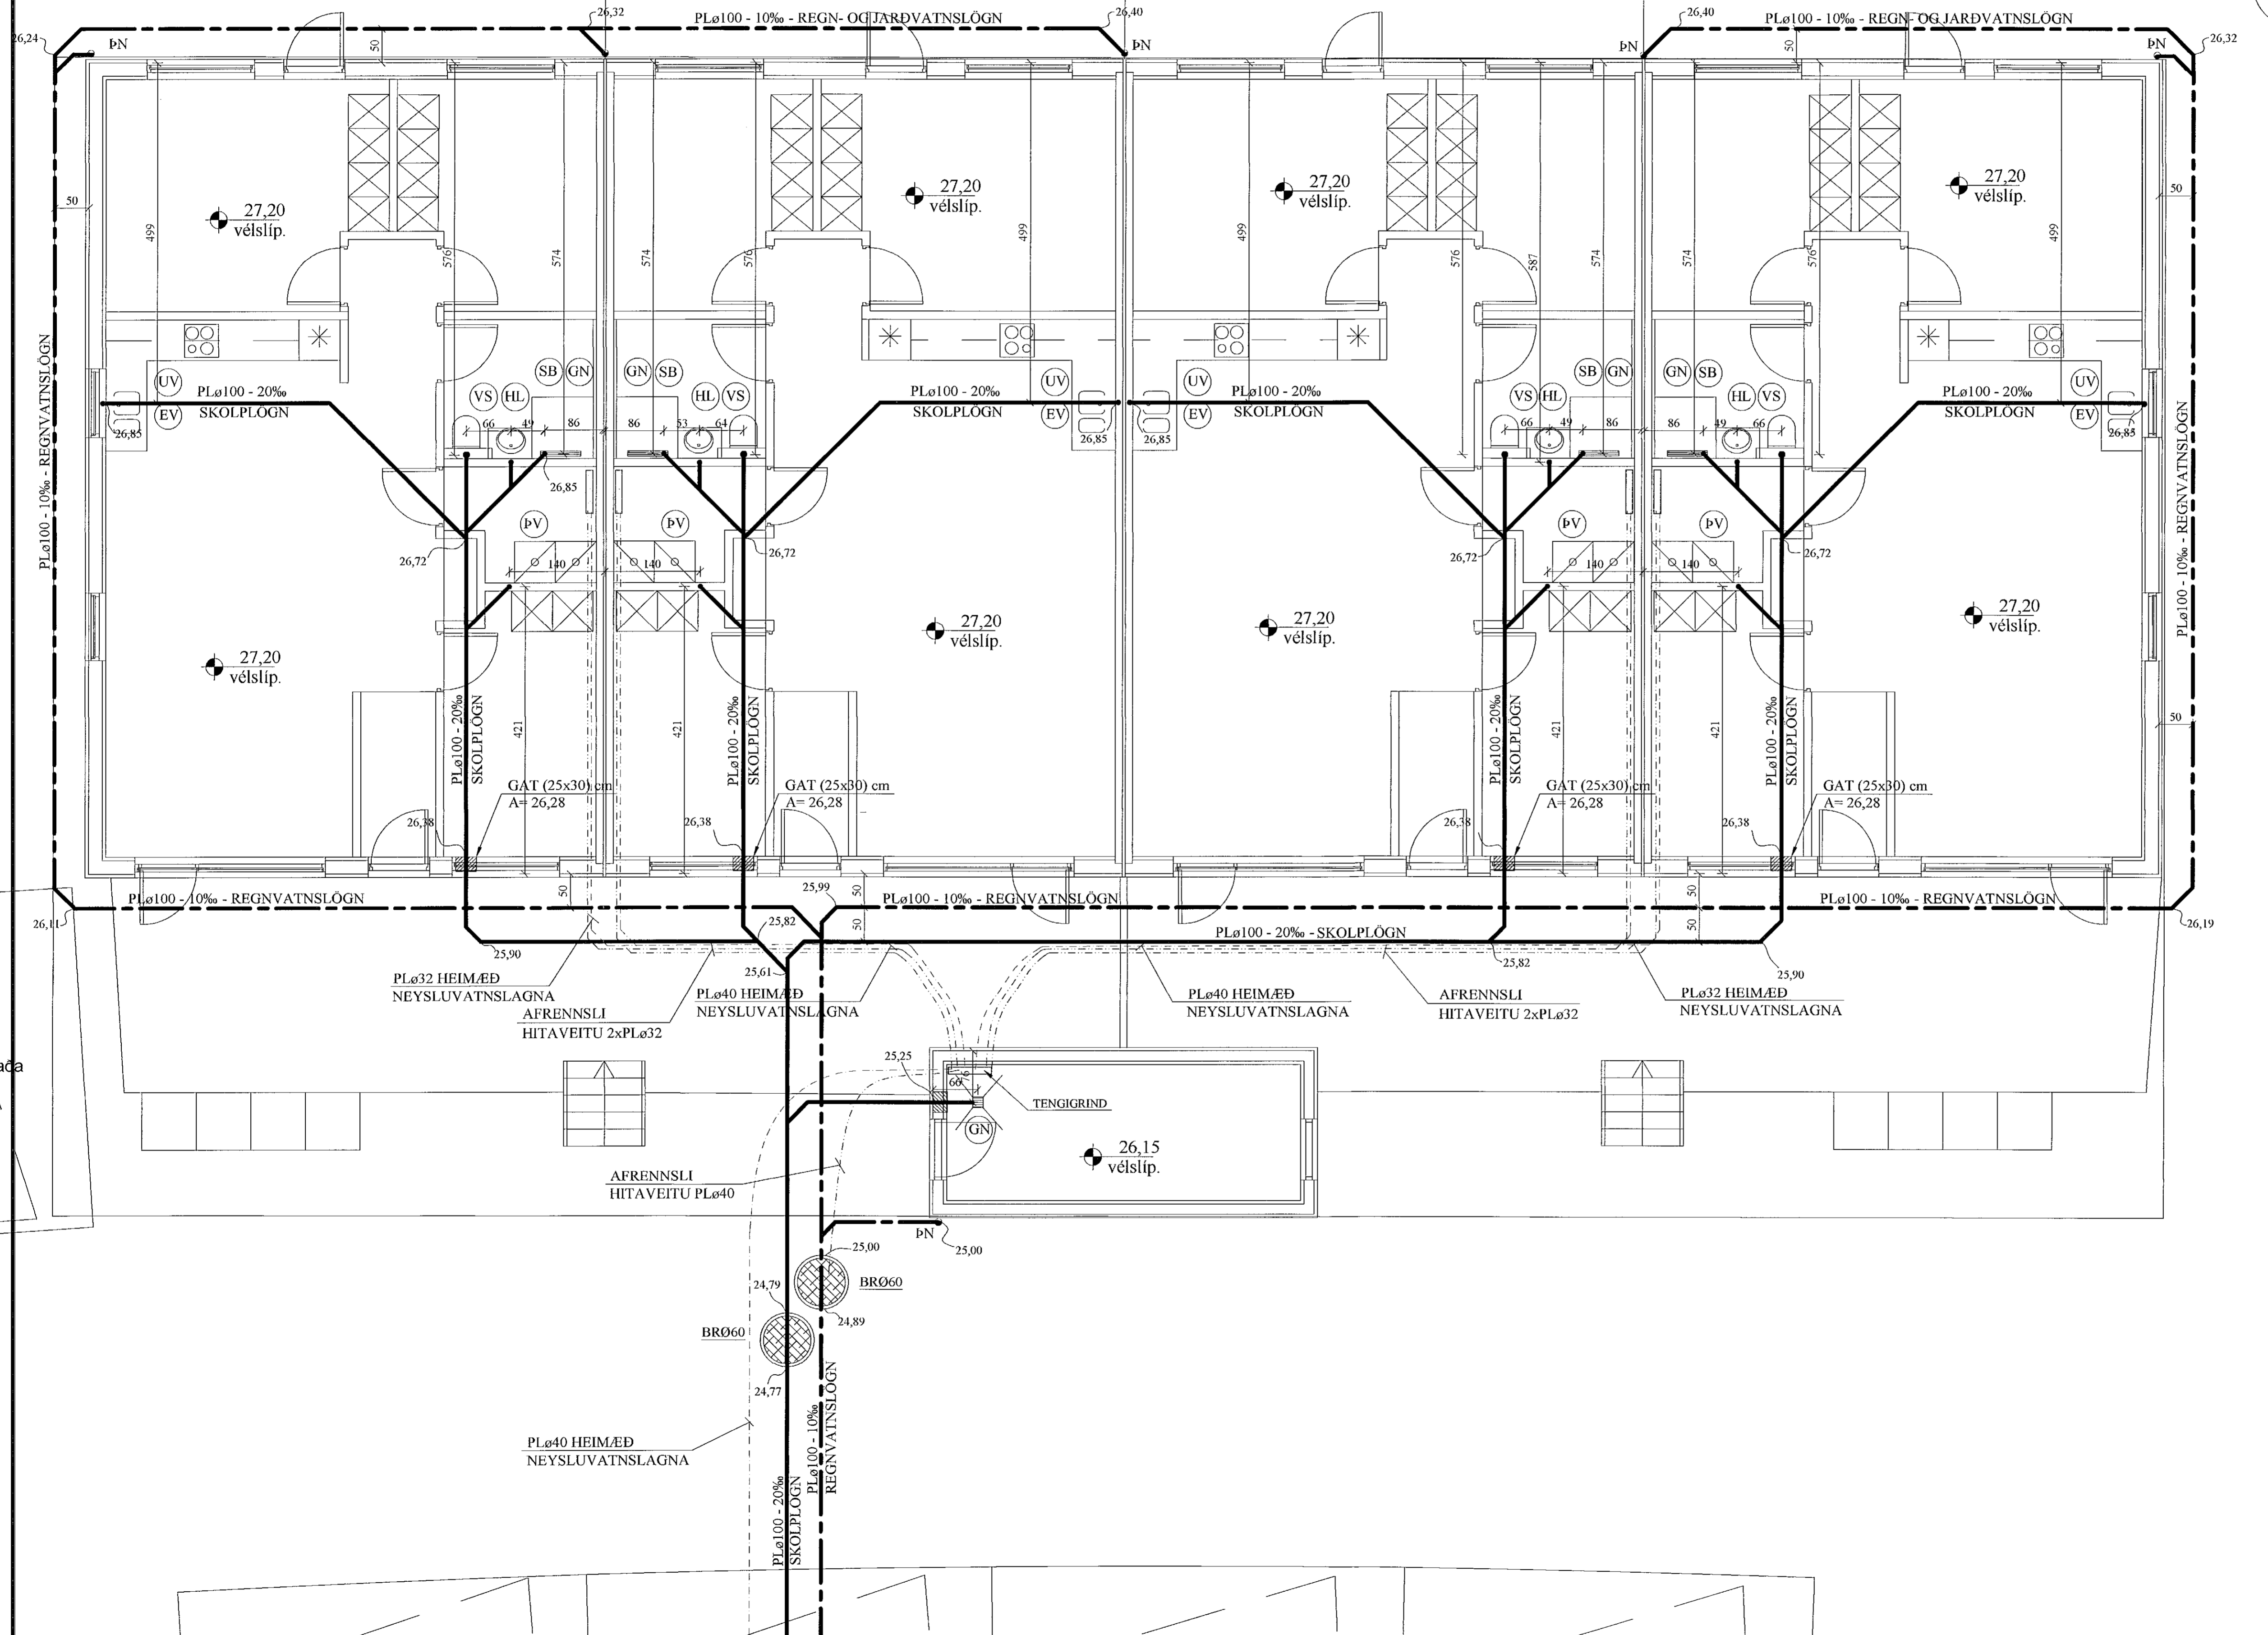 26,32
PLø100 - 10‰ - REGN- OG JARÐVATNSLÖGN
26,40
26,40
PLø100 - 10‰ - REGN- OG JARÐVATNSLÖGN
26,32
26,24
ÞN
50
ÞN
ÞN
50
ÞN
50
27,20
vélslíp.
27,20
vélslíp.
27,20
vélslíp.
27,20
vélslíp.
50
499
576
574
574
576
499
499
576
587
574
574
576
499
PLø100 - 10‰ - REGNVATNSLÖGN
UV
EV
26,85
PLø100 - 20‰
SKOLPLÖGN
VS
HL
SB
GN
GN
SB
HL
VS
PLø100 - 20‰
SKOLPLÖGN
UV
EV
26,85
UV
EV
26,85
PLø100 - 20‰
SKOLPLÖGN
VS
HL
SB
GN
GN
SB
HL
VS
PLø100 - 20‰
SKOLPLÖGN
UV
EV
26,85
PLø100 - 10‰ - REGNVATNSLÖGN
66
49
86
86
53
64
66
49
86
86
49
66
26,85
ÞV
ÞV
ÞV
ÞV
26,72
26,72
26,72
26,72
140
140
140
140
27,20
vélslíp.
27,20
vélslíp.
27,20
vélslíp.
27,20
vélslíp.
PLø100 - 20‰
SKOLPLÖGN
421
421
PLø100 - 20‰
SKOLPLÖGN
PLø100 - 20‰
SKOLPLÖGN
421
421
PLø100 - 20‰
SKOLPLÖGN
50
GAT (25x30) cm
A= 26,28
GAT (25x30) cm
A= 26,28
GAT (25x30) cm
A= 26,28
GAT (25x30) cm
A= 26,28
26,38
26,38
26,38
26,38
26,11
PLø100 - 10‰ - REGNVATNSLÖGN
50
25,99
50
50
PLø100 - 10‰ - REGNVATNSLÖGN
50
50
PLø100 - 10‰ - REGNVATNSLÖGN
26,19
25,82
PLø100 - 20‰ - SKOLPLÖGN
25,90
25,61
25,82
25,90
PLø32 HEIMÆÐ
NEYSLUVATNSLAGNA
AFRENNSLI
HITAVEITU 2xPLø32
PLø40 HEIMÆÐ
NEYSLUVATNSLAGNA
PLø40 HEIMÆÐ
NEYSLUVATNSLAGNA
AFRENNSLI
HITAVEITU 2xPLø32
PLø32 HEIMÆÐ
NEYSLUVATNSLAGNA
25,25
66
TENGIGRIND
GN
26,15
vélslíp.
AFRENNSLI
HITAVEITU PLø40
ÞN
25,00
25,00
24,79
BRØ60
24,89
BRØ60
24,77
PLø40 HEIMÆÐ
NEYSLUVATNSLAGNA
PLø100 - 20‰
SKOLPLÖGN
PLø100 - 10‰
REGNVATNSLÖGN